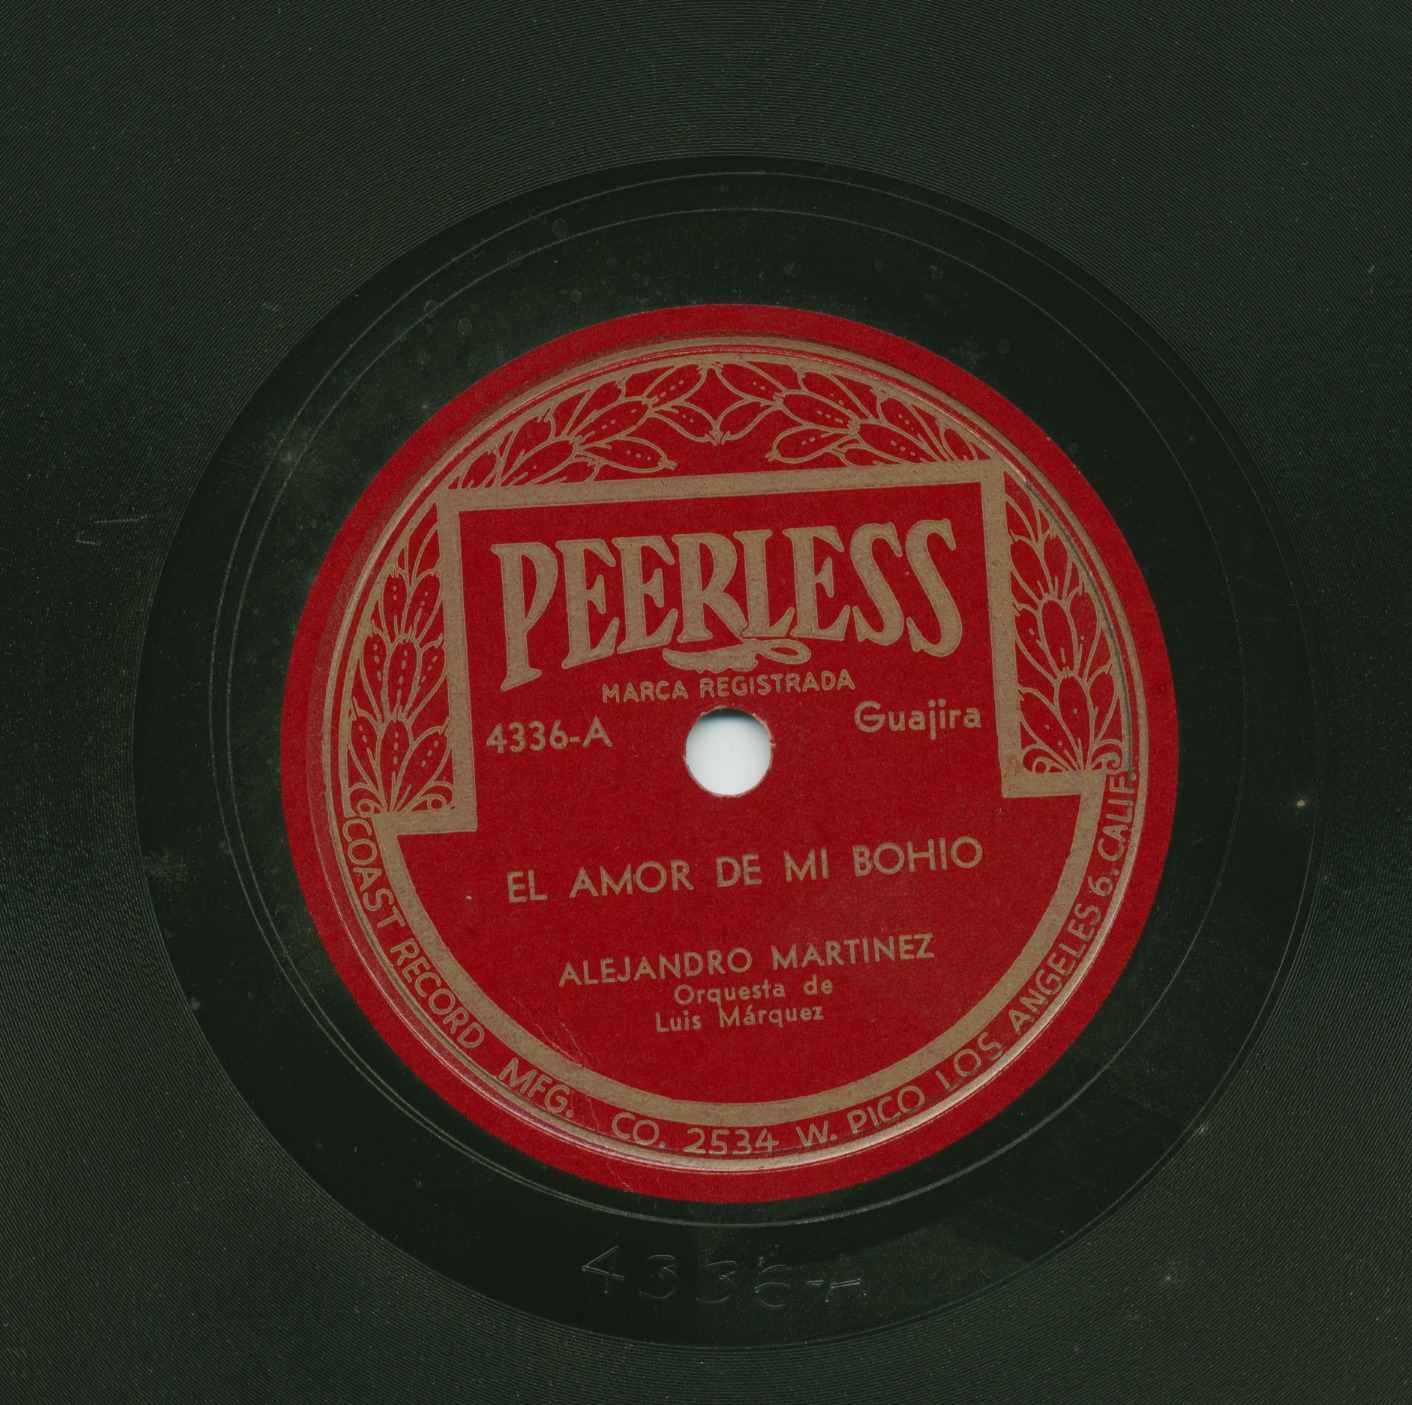 PEERLESS
MARCA REGISTRADA
4336-A
Guajira
EL AMOR DE MI BOHIO
ALEJANDRO MARTINEZ
Orquesta de
Luis Márquez
COAST RECORD MFG. CO. 2534 W. PICO LOS ANGELES 6, CALIF.
4336-A